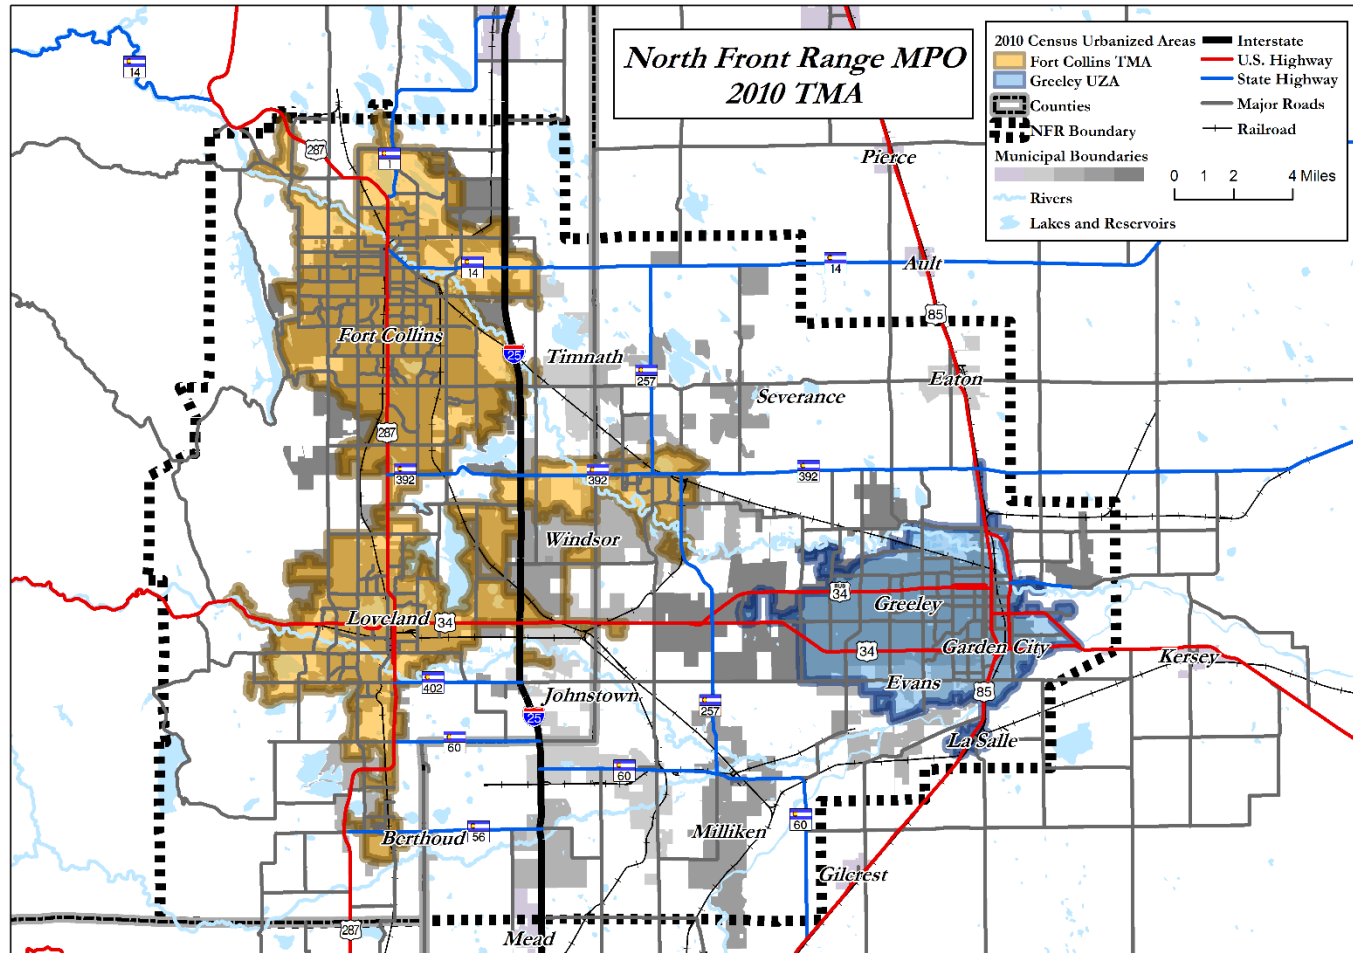 North Front Range MPO
2010 TMA
2010 Census Urbanized Areas
Fort Collins TMA
Greeley UZA
Counties
NFR Boundary
Municipal Boundaries
Rivers
Lakes and Reservoirs
Interstate
U.S. Highway
State Highway
Major Roads
Railroad
0 2 4 Miles
14
287
1
Pierce
14
14
Ault
85
Fort Collins
25
Timnath
257
Severance
Eaton
287
392
392
392
Windsor
BUS
34
Greeley
Loveland
34
34
Garden City
Kersey
402
Johnstown
Evans
85
257
25
60
La Salle
60
Berthoud
56
Milliken
60
Gilcrest
287
Mead